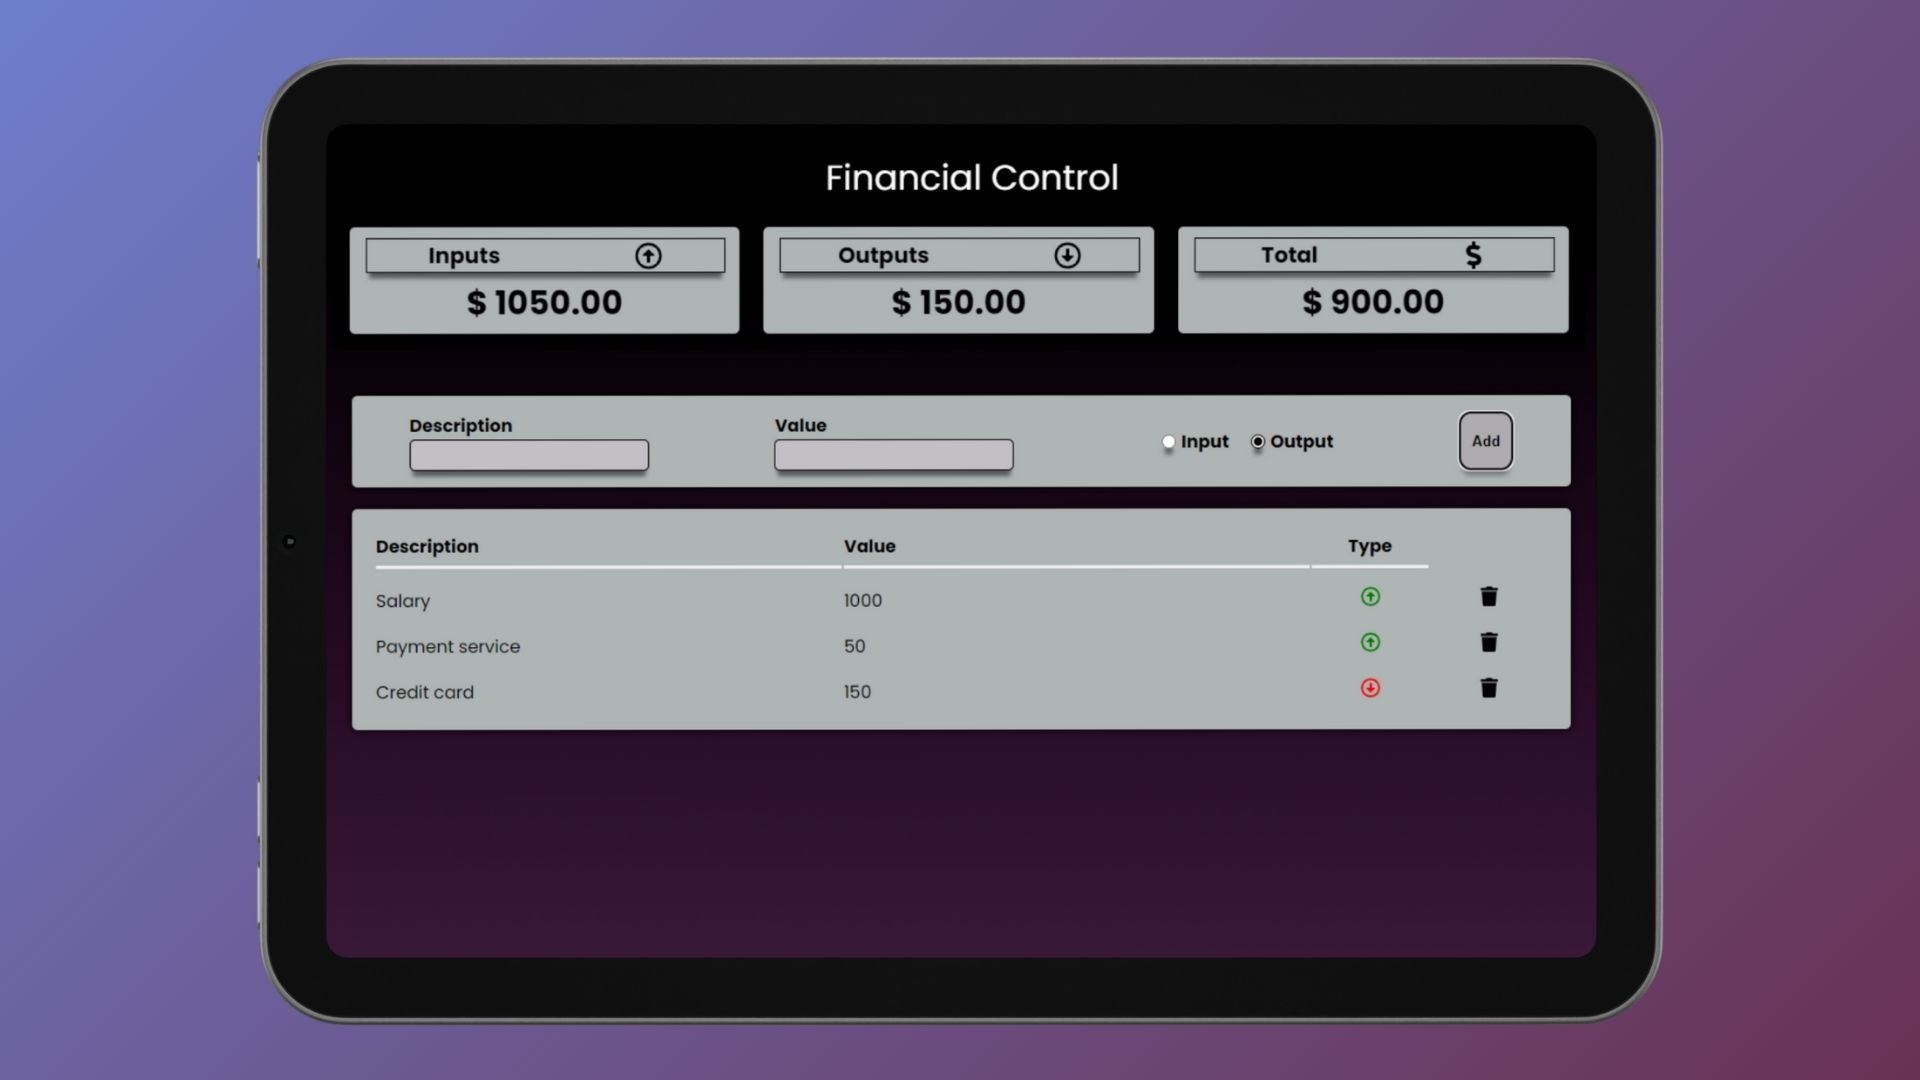 Financial Control
Inputs
$ 1050.00
Outputs
$ 150.00
Total $
$ 900.00
Description
Value
Input Output
Add
Description Value Type
Salary 1000
Payment service 50
Credit card 150